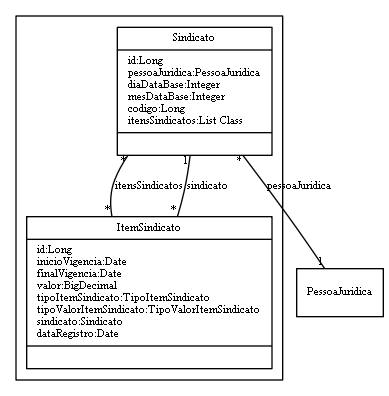 Sindicato
id:Long
pessoaJuridica:PessoaJuridica
diaDataBase:Integer
mesDataBase:Integer
codigo:Long
itensSindicatos:List Class
* 1 *
itensSindicatos sindicato pessoaJuridica
* * 1
ItemSindicato
id:Long
inicioVigencia:Date
finalVigencia:Date
valor:BigDecimal
tipoItemSindicato:TipoItemSindicato
tipoValorItemSindicato:TipoValorItemSindicato
sindicato:Sindicato
dataRegistro:Date
PessoaJuridica